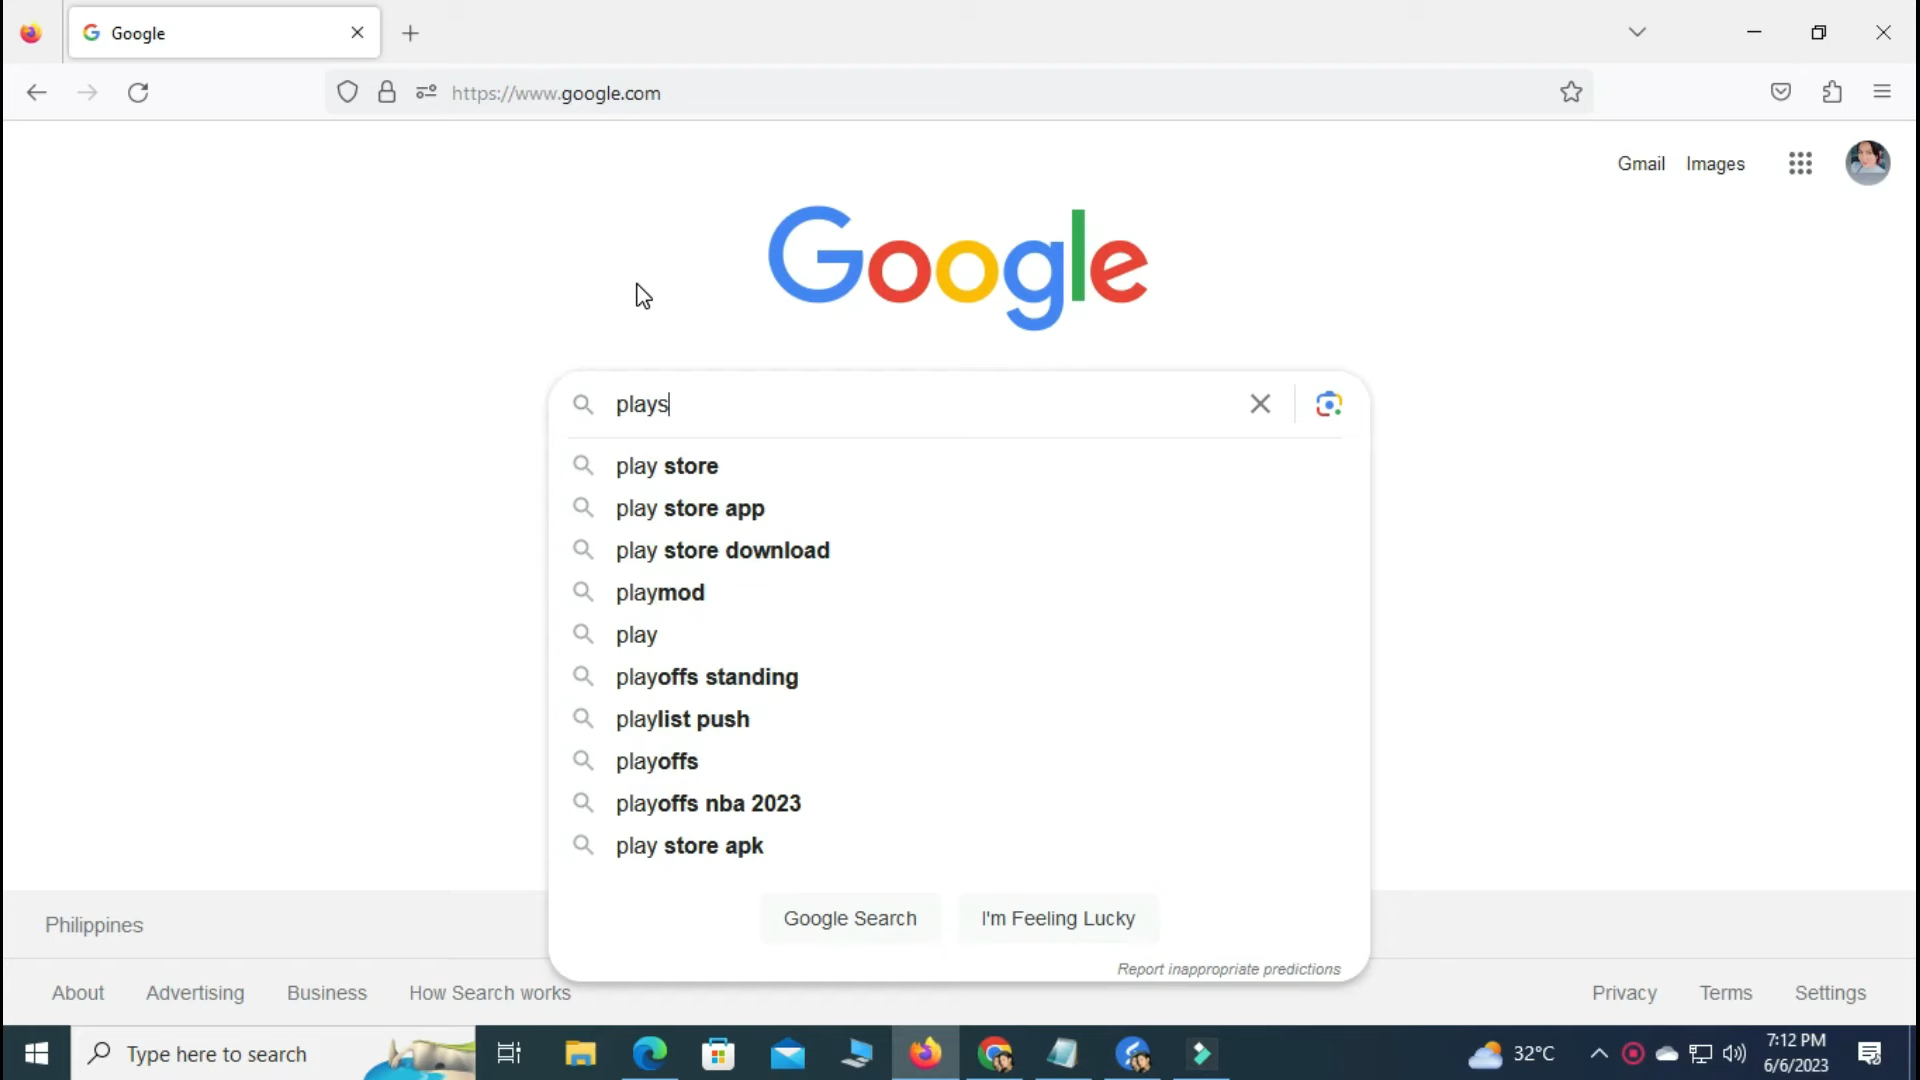 Google
https://www.google.com
Gmail Images
Google
plays
play store
play store app
play store download
playmod
play
playoffs standing
playlist push
playoffs
playoffs nba 2023
play store apk
Google Search I'm Feeling Lucky
Report inappropriate predictions
Philippines
About Advertising Business How Search works Privacy Terms Settings
Type here to search 32°C 7:12 PM
6/6/2023